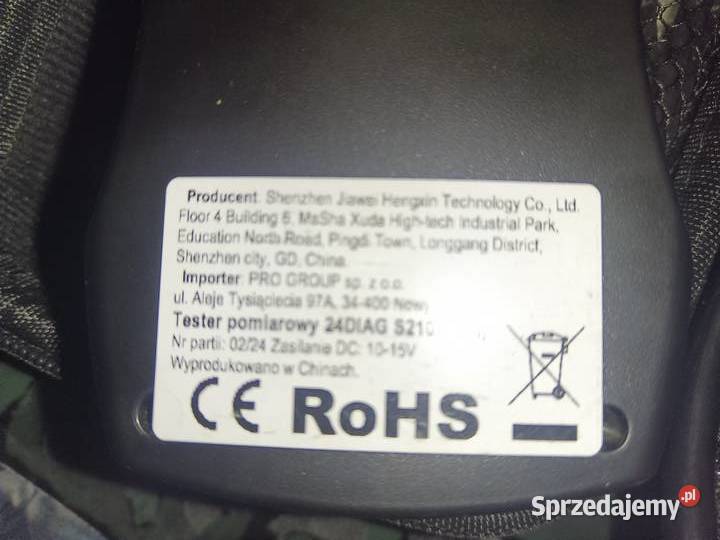 Producent: Shenzhen Jiawei Hengxin Technology Co., Ltd.
Floor 4 Building 6, MaSha Xuda High-tech Industrial Park,
Education North Road, Pingdi Town, Longgang District,
Shenzhen city, GD, China.
Importer: PRO GROUP sp. z o.o.
ul. Aleje Tysiąclecia 97A, 34-400 Nowy
Tester pomiarowy 24DIAG
Nr partii: 02/24 Zasilanie DC: 10-15V
Wyprodukowano w Chinach.
CE RoHS
Sprzedajemy.pl